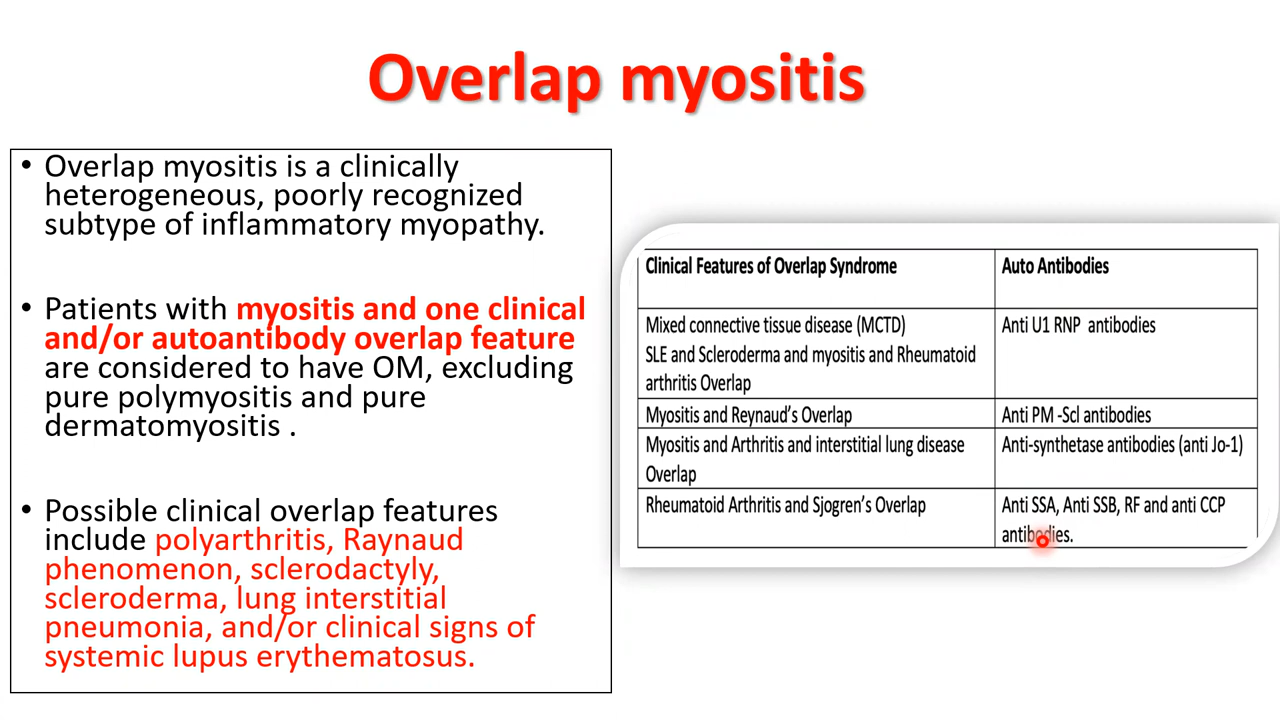 Overlap myositis
• Overlap myositis is a clinically
heterogeneous, poorly recognized
subtype of inflammatory myopathy.
• Patients with myositis and one clinical
and/or autoantibody overlap feature
are considered to have OM, excluding
pure polymyositis and pure
dermatomyositis .
• Possible clinical overlap features
include polyarthritis, Raynaud
phenomenon, sclerodactyly,
scleroderma, lung interstitial
pneumonia, and/or clinical signs of
systemic lupus erythematosus.
Clinical Features of Overlap Syndrome
Auto Antibodies
Mixed connective tissue disease (MCTD)
SLE and Scleroderma and myositis and Rheumatoid
arthritis Overlap
Anti U1 RNP antibodies
Myositis and Reynaud's Overlap
Anti PM -Scl antibodies
Myositis and Arthritis and interstitial lung disease
Overlap
Anti-synthetase antibodies (anti Jo-1)
Rheumatoid Arthritis and Sjogren's Overlap
Anti SSA, Anti SSB, RF and anti CCP
antibodies.